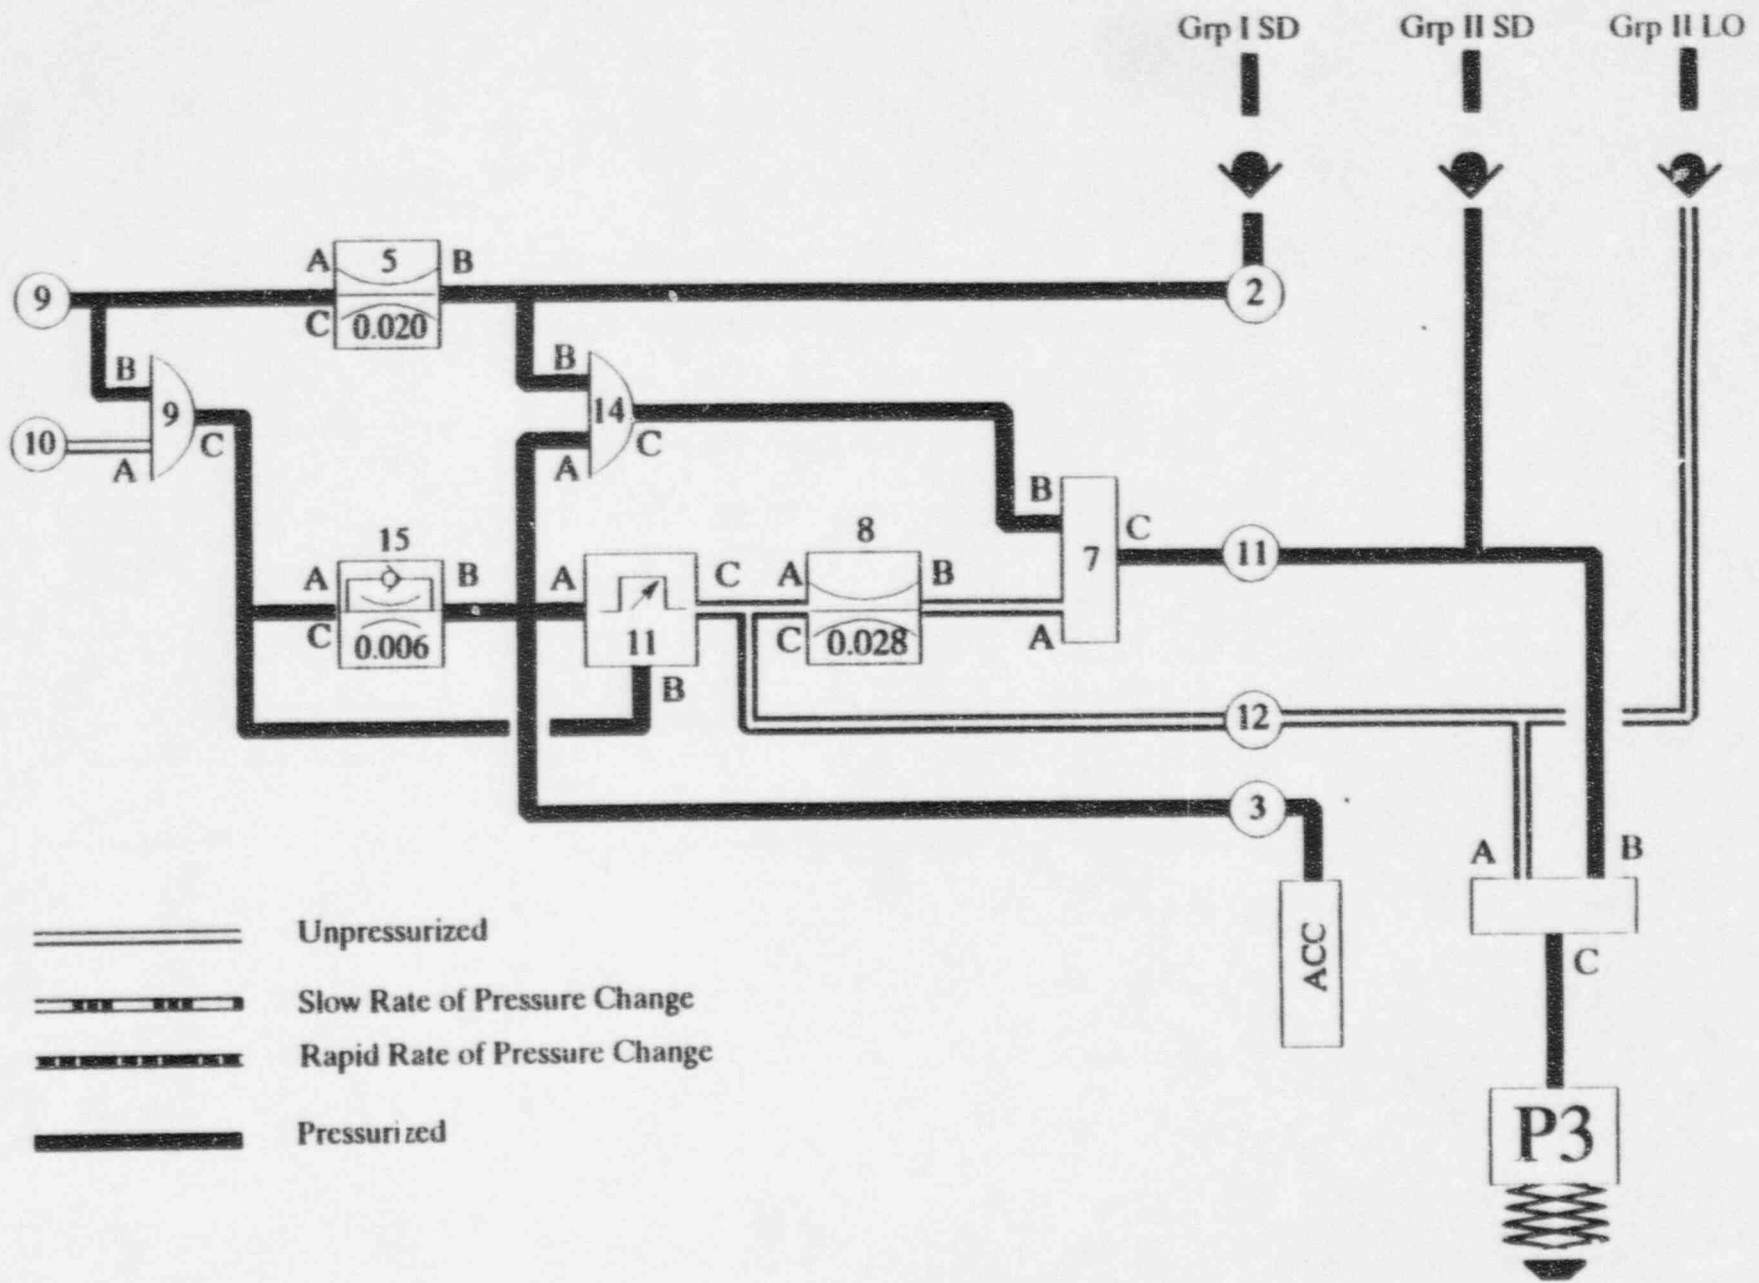 Grp I SD Grp II SD Grp II LO
A 5 B
9
C 0.020
2
B
B
9
14
10
C
C
A
A
B
C
8
15
A B
A
C A B
7
11
C 0.006
11
C 0.028
A
B
12
3
A B
Unpressurized
ACC
C
Slow Rate of Pressure Change
Rapid Rate of Pressure Change
Pressurized
P3